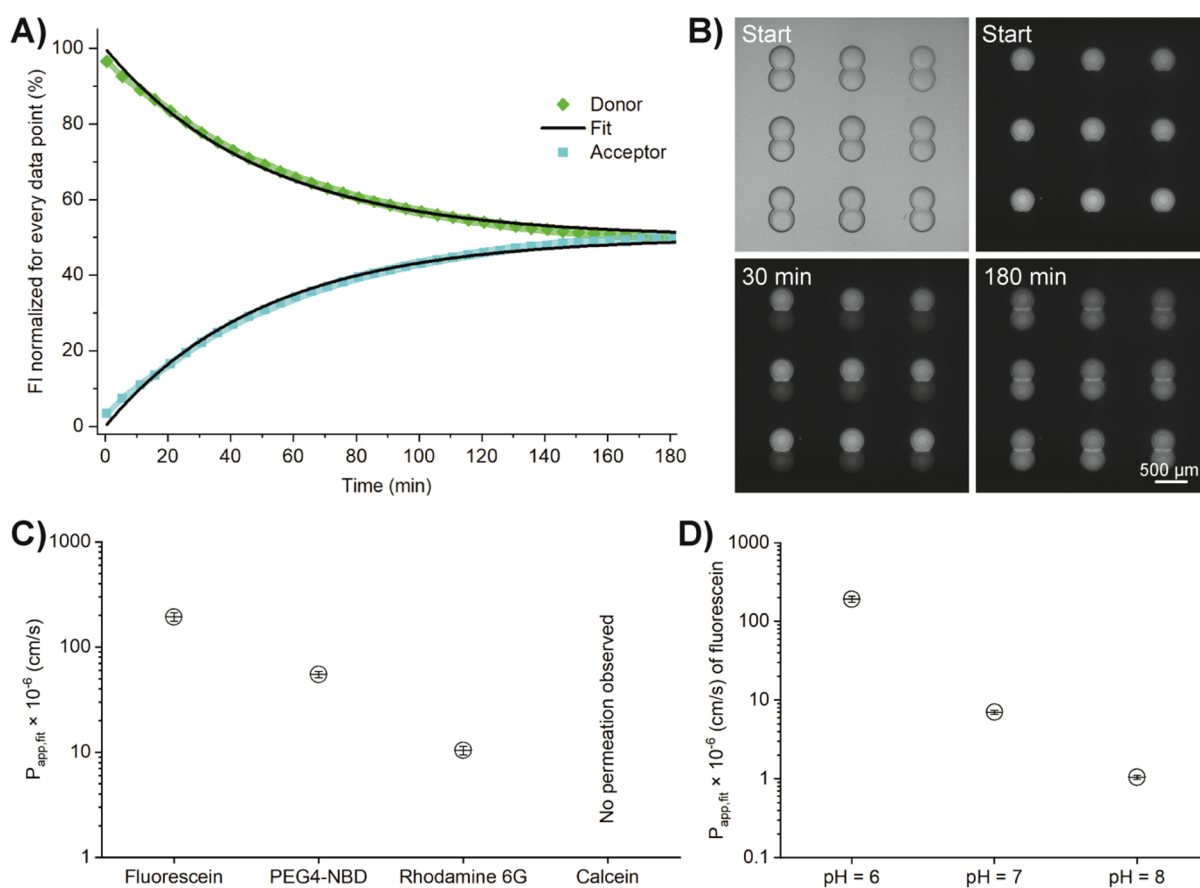 A)
FI normalized for every data point (%)
100
80
60
40
20
0
0 20 40 60 80 100 120 140 160 180
Time (min)
Donor
Fit
Acceptor
B)
Start
Start
30 min
180 min
500 µm
C)
P_app,fit × 10⁻⁶ (cm/s)
1000
100
10
1
No permeation observed
Fluorescein PEG4-NBD Rhodamine 6G Calcein
D)
P_app,fit × 10⁻⁶ (cm/s) of fluorescein
1000
100
10
1
0.1
pH = 6 pH = 7 pH = 8